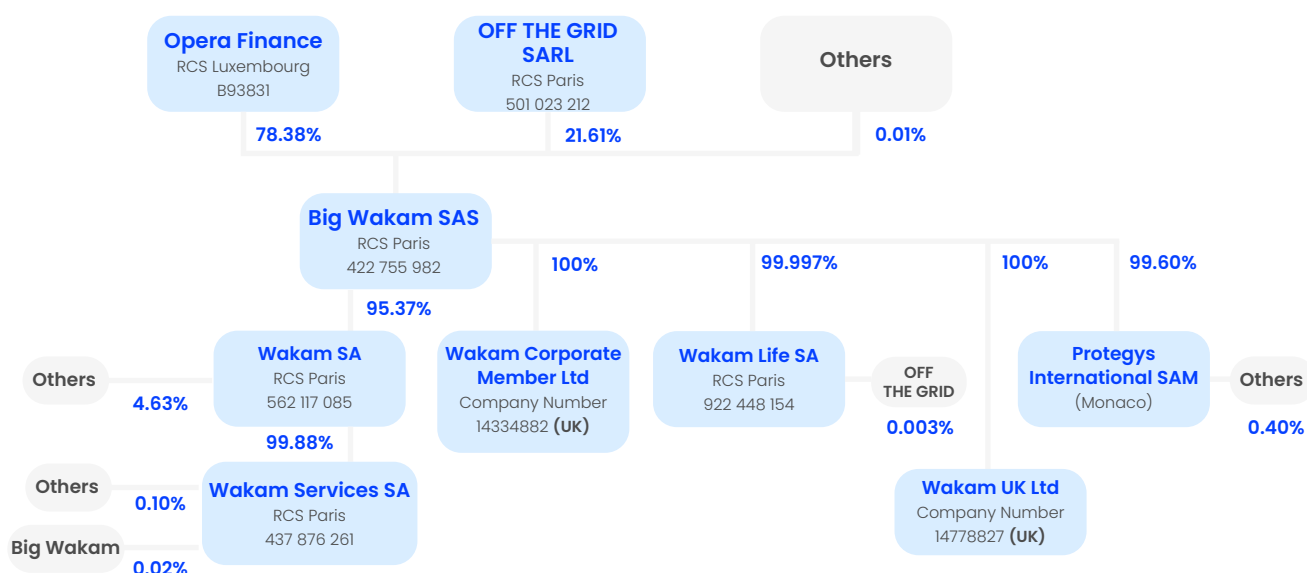 Opera Finance
RCS Luxembourg
B93831
OFF THE GRID
SARL
RCS Paris
501 023 212
Others
78.38%
21.61%
0.01%
Big Wakam SAS
RCS Paris
422 755 982
100%
99.997%
100%
99.60%
95.37%
Wakam SA
RCS Paris
562 117 085
Others
4.63%
Wakam Corporate
Member Ltd
Company Number
14334882 (UK)
Wakam Life SA
RCS Paris
922 448 154
OFF
THE GRID
0.003%
Protegys
International SAM
(Monaco)
Others
0.40%
99.88%
Wakam Services SA
RCS Paris
437 876 261
Others
0.10%
Big Wakam
0.02%
Wakam UK Ltd
Company Number
14778827 (UK)